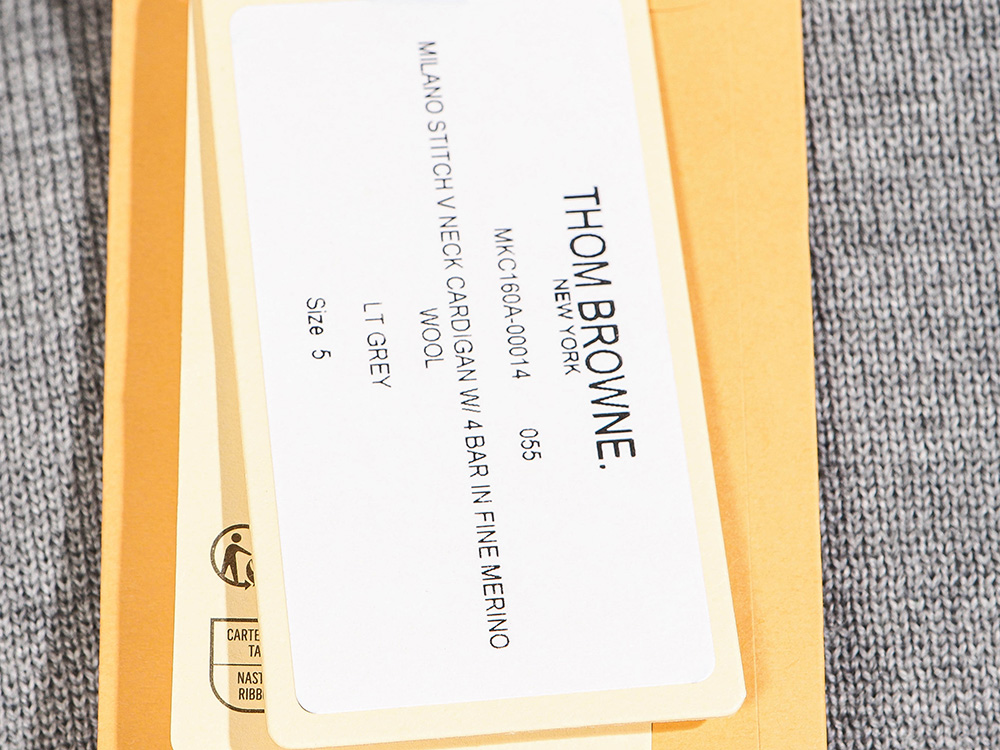 THOM BROWNE.
NEW YORK
MKC160A-00014 055
MILANO STITCH V NECK CARDIGAN W/ 4 BAR IN FINE MERINO
WOOL
LT GREY
Size 5
CARTE
TA
NAST
RIBB